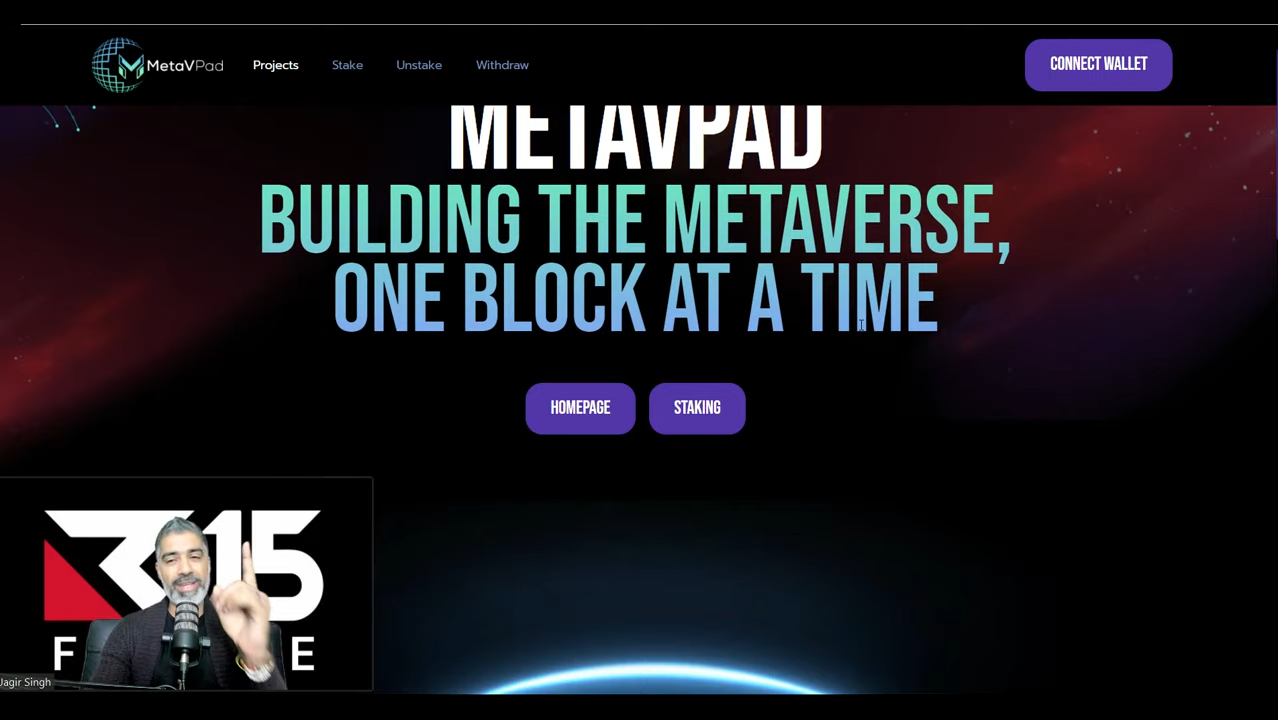 MetaVPad
Projects
Stake
Unstake
Withdraw
CONNECT WALLET
METAVPAD
BUILDING THE METAVERSE,
ONE BLOCK AT A TIME
HOMEPAGE
STAKING
15
F E
Jagir Singh